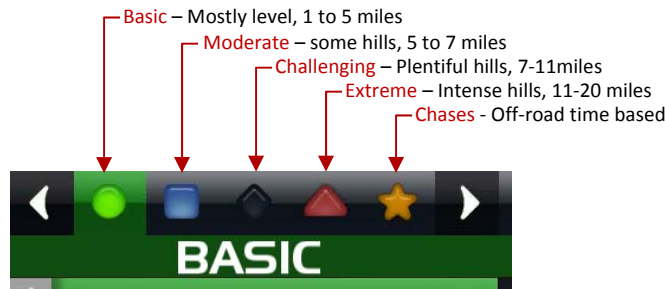 Basic – Mostly level, 1 to 5 miles
Moderate – some hills, 5 to 7 miles
Challenging – Plentiful hills, 7-11miles
Extreme – Intense hills, 11-20 miles
Chases - Off-road time based
BASIC